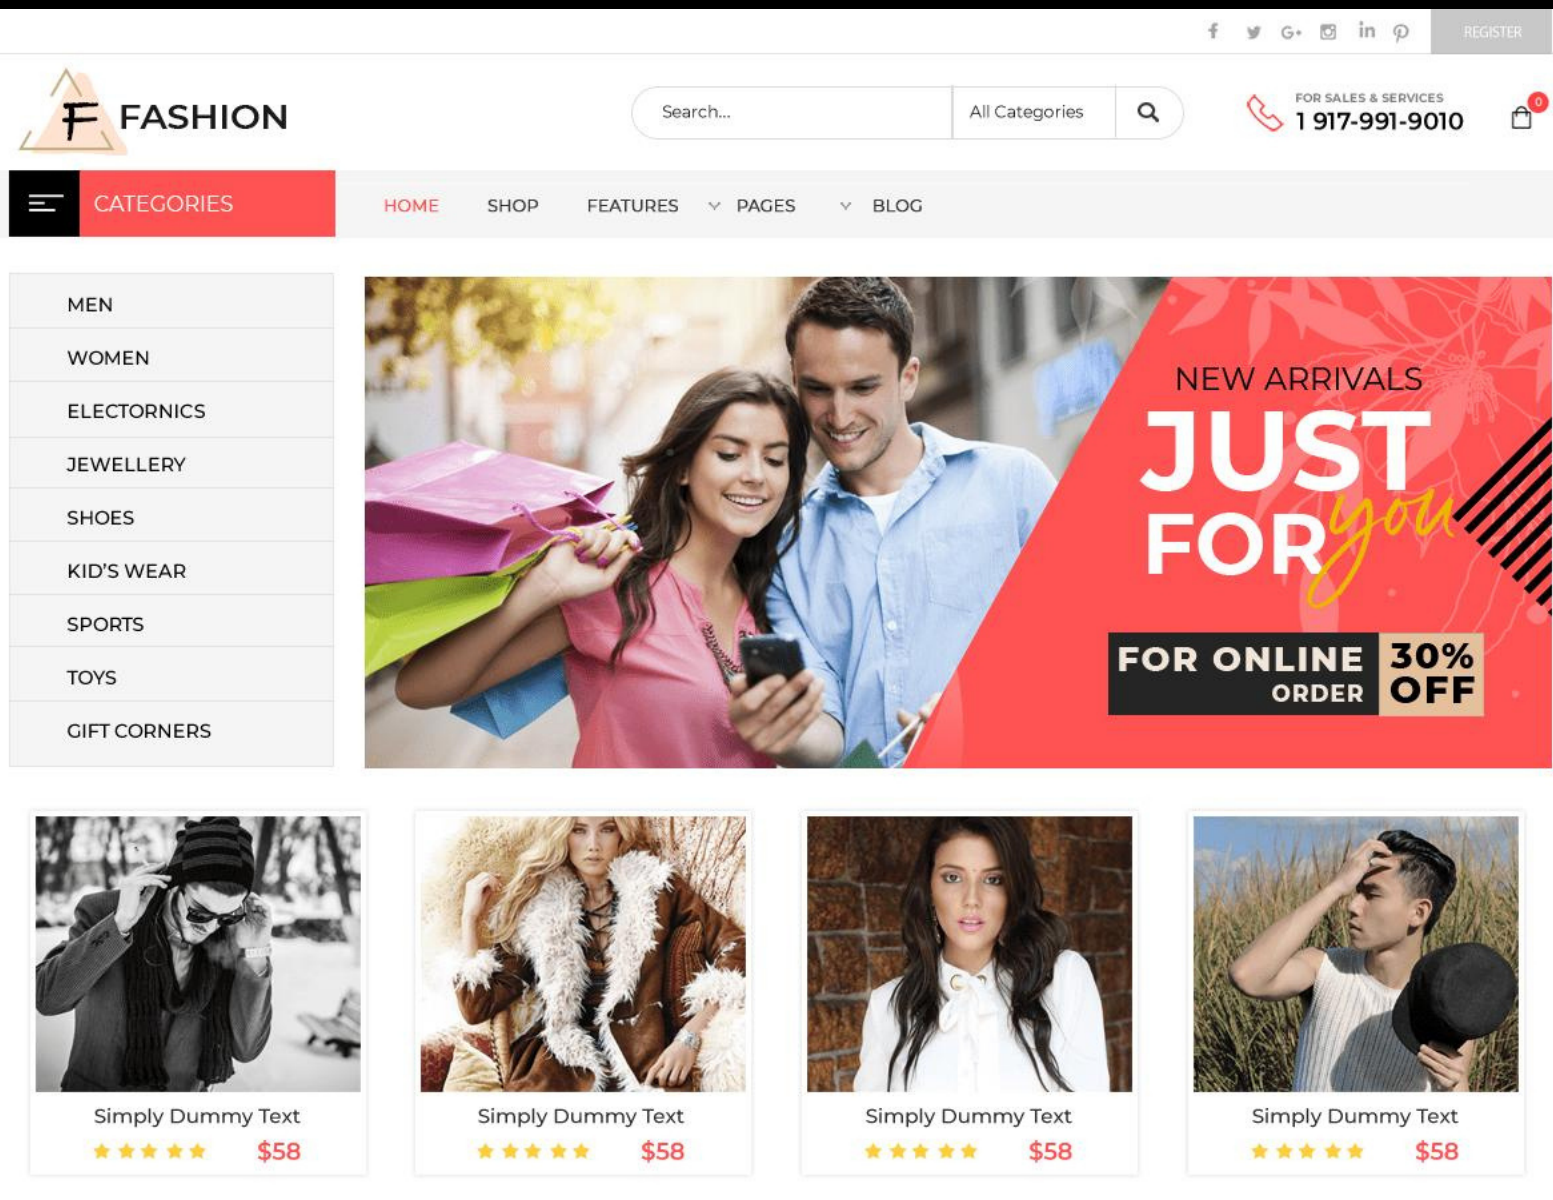 REGISTER
F FASHION
Search...
All Categories
FOR SALES & SERVICES
1 917-991-9010
0
CATEGORIES
HOME
SHOP
FEATURES
PAGES
BLOG
MEN
WOMEN
ELECTORNICS
JEWELLERY
SHOES
KID'S WEAR
SPORTS
TOYS
GIFT CORNERS
NEW ARRIVALS
JUST
FOR you
FOR ONLINE
ORDER
30%
OFF
Simply Dummy Text
$58
Simply Dummy Text
$58
Simply Dummy Text
$58
Simply Dummy Text
$58